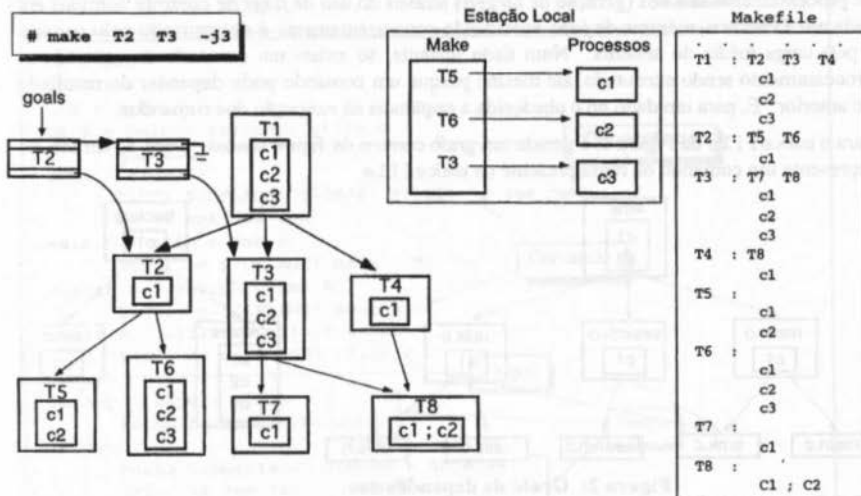 # make T2 T3 -j3
goals
T2
T3
T1
c1
c2
c3
T2
c1
T3
c1
c2
c3
T4
c1
T5
c1
c2
T6
c1
c2
c3
T7
c1
T8
c1 ; c2
Estação Local
Make Processos
T5 c1
T6 c2
T3 c3
Makefile
T1 : T2 T3 T4
c1
c2
c3
T2 : T5 T6
c1
T3 : T7 T8
c1
c2
c3
T4 : T8
c1
T5 :
c1
c2
T6 :
c1
c2
c3
T7 :
c1
T8 :
C1 ; C2